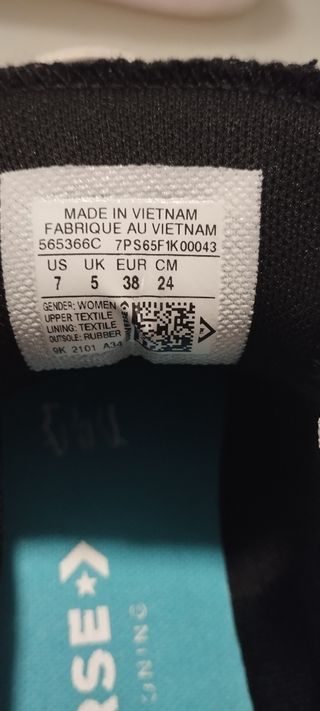 MADE IN VIETNAM
FABRIQUE AU VIETNAM
565366C 7PS65F1K00043
US UK EUR CM
7 5 38 24
GENDER: WOMEN
UPPER TEXTILE
LINING: TEXTILE
OUTSOLE: RUBBER
9K 2101 A34
RSE